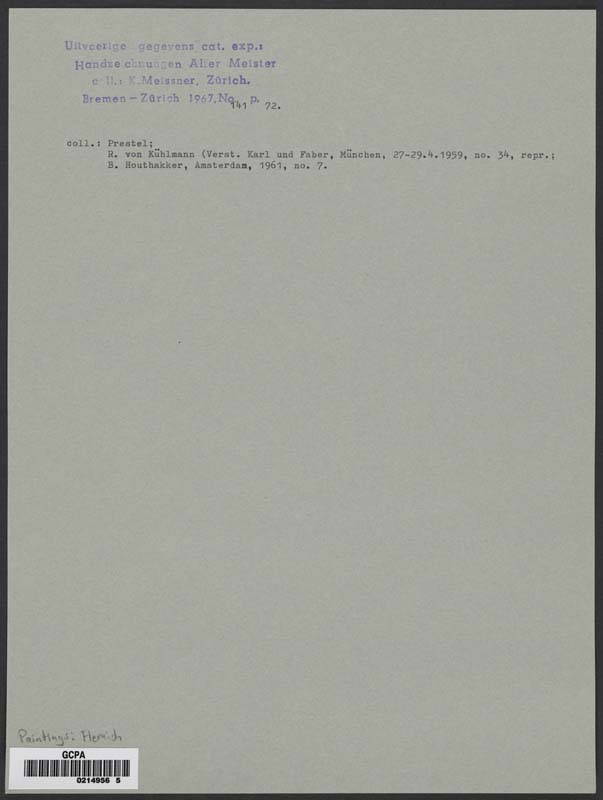 Uitvoerige gegevens cat. exp.:
Handzeichnungen Alter Meister
coll.: K. Meissner, Zürich.
Bremen — Zürich 1967, No. 141 p. 72.
coll.: Prestel;
R. von Kühlmann (Verst. Karl und Faber, München, 27-29.4.1959, no. 34, repr.;
B. Houthakker, Amsterdam, 1961, no. 7.
Paintings: Flemish
GCPA
0214956 5